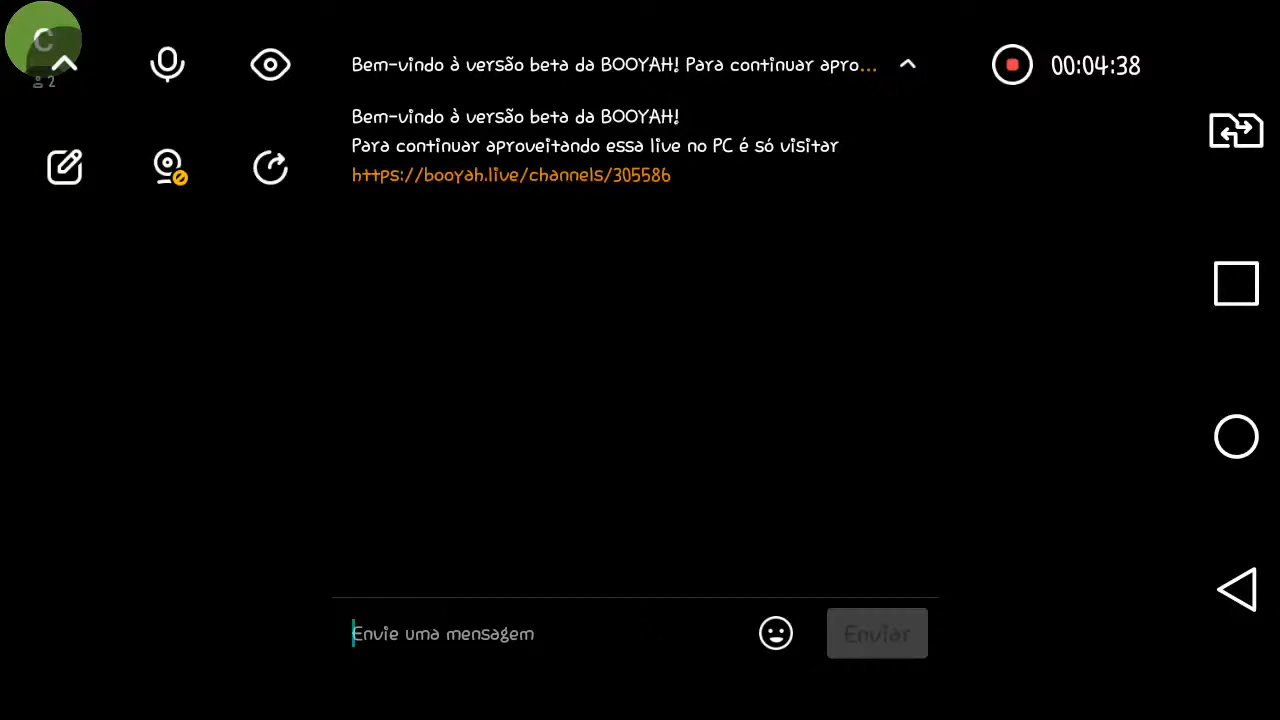 C
2
Bem-vindo à versão beta da BOOYAH! Para continuar apro...
00:04:38
Bem-vindo à versão beta da BOOYAH!
Para continuar aproveitando essa live no PC é só visitar
https://booyah.live/channels/305586
Envie uma mensagem
Enviar